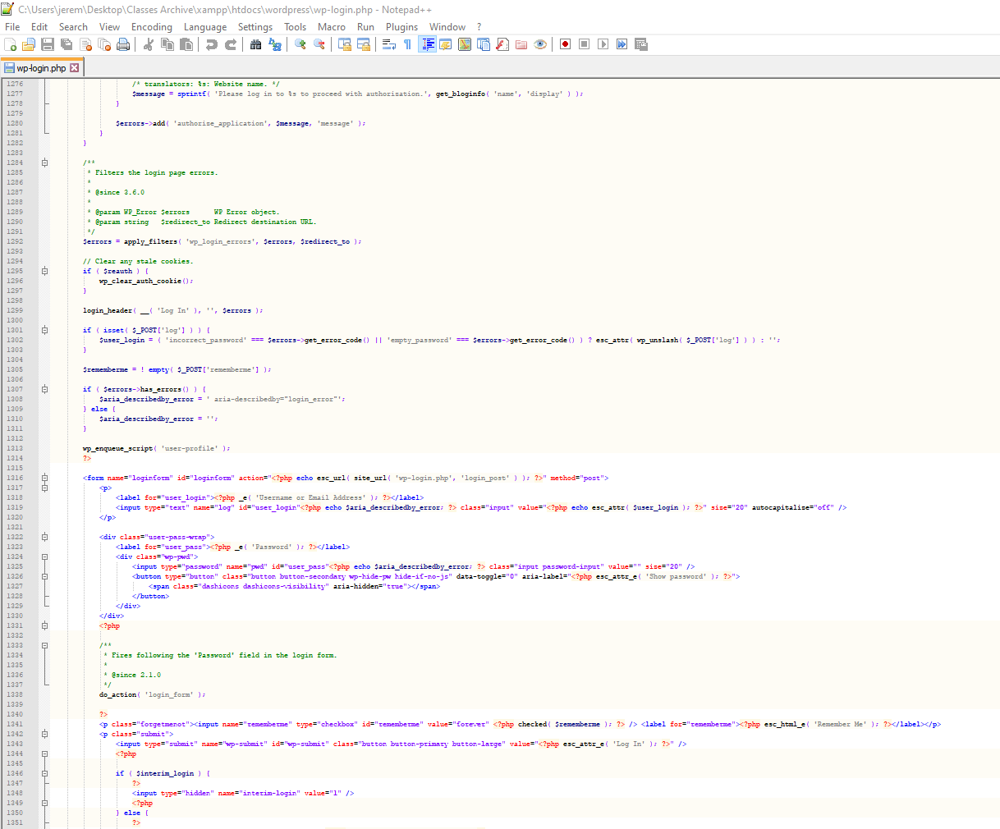 C:\Users\jerem\Desktop\Classes Archive\xampp\htdocs\wordpress\wp-login.php - Notepad++
File Edit Search View Encoding Language Settings Tools Macro Run Plugins Window ?
wp-login.php
1276 /* translators: %s: Website name. */
1277 $message = sprintf( 'Please log in to %s to proceed with authorization.', get_bloginfo( 'name', 'display' ) );
1278 }
1279
1280 $errors->add( 'authorize_application', $message, 'message' );
1281 }
1282 }
1283
1284 /**
1285 * Filters the login page errors.
1286 *
1287 * @since 3.6.0
1288 *
1289 * @param WP_Error $errors WP Error object.
1290 * @param string $redirect_to Redirect destination URL.
1291 */
1292 $errors = apply_filters( 'wp_login_errors', $errors, $redirect_to );
1293
1294 // Clear any stale cookies.
1295 if ( $reauth ) {
1296 wp_clear_auth_cookie();
1297 }
1298
1299 login_header( __( 'Log In' ), '', $errors );
1300
1301 if ( isset( $_POST['log'] ) ) {
1302 $user_login = ( 'incorrect_password' === $errors->get_error_code() || 'empty_password' === $errors->get_error_code() ) ? esc_attr( wp_unslash( $_POST['log'] ) ) : '';
1303 }
1304
1305 $rememberme = ! empty( $_POST['rememberme'] );
1306
1307 if ( $errors->has_errors() ) {
1308 $aria_describedby_error = ' aria-describedby="login_error"';
1309 } else {
1310 $aria_describedby_error = '';
1311 }
1312
1313 wp_enqueue_script( 'user-profile' );
1314 ?>
1315
1316 <form name="loginform" id="loginform" action="<?php echo esc_url( site_url( 'wp-login.php', 'login_post' ) ); ?>" method="post">
1317 <p>
1318 <label for="user_login"><?php _e( 'Username or Email Address' ); ?></label>
1319 <input type="text" name="log" id="user_login"<?php echo $aria_describedby_error; ?> class="input" value="<?php echo esc_attr( $user_login ); ?>" size="20" autocapitalize="off" />
1320 </p>
1321
1322 <div class="user-pass-wrap">
1323 <label for="user_pass"><?php _e( 'Password' ); ?></label>
1324 <div class="wp-pwd">
1325 <input type="password" name="pwd" id="user_pass"<?php echo $aria_describedby_error; ?> class="input password-input" value="" size="20" />
1326 <button type="button" class="button button-secondary wp-hide-pw hide-if-no-js" data-toggle="0" aria-label="<?php esc_attr_e( 'Show password' ); ?>">
1327 <span class="dashicons dashicons-visibility" aria-hidden="true"></span>
1328 </button>
1329 </div>
1330 </div>
1331 <?php
1332
1333 /**
1334 * Fires following the 'Password' field in the login form.
1335 *
1336 * @since 2.1.0
1337 */
1338 do_action( 'login_form' );
1339
1340 ?>
1341 <p class="forgetmenot"><input name="rememberme" type="checkbox" id="rememberme" value="forever" <?php checked( $rememberme ); ?> /> <label for="rememberme"><?php esc_html_e( 'Remember Me' ); ?></label></p>
1342 <p class="submit">
1343 <input type="submit" name="wp-submit" id="wp-submit" class="button button-primary button-large" value="<?php esc_attr_e( 'Log In' ); ?>" />
1344 <?php
1345
1346 if ( $interim_login ) {
1347 ?>
1348 <input type="hidden" name="interim-login" value="1" />
1349 <?php
1350 } else {
1351 ?>